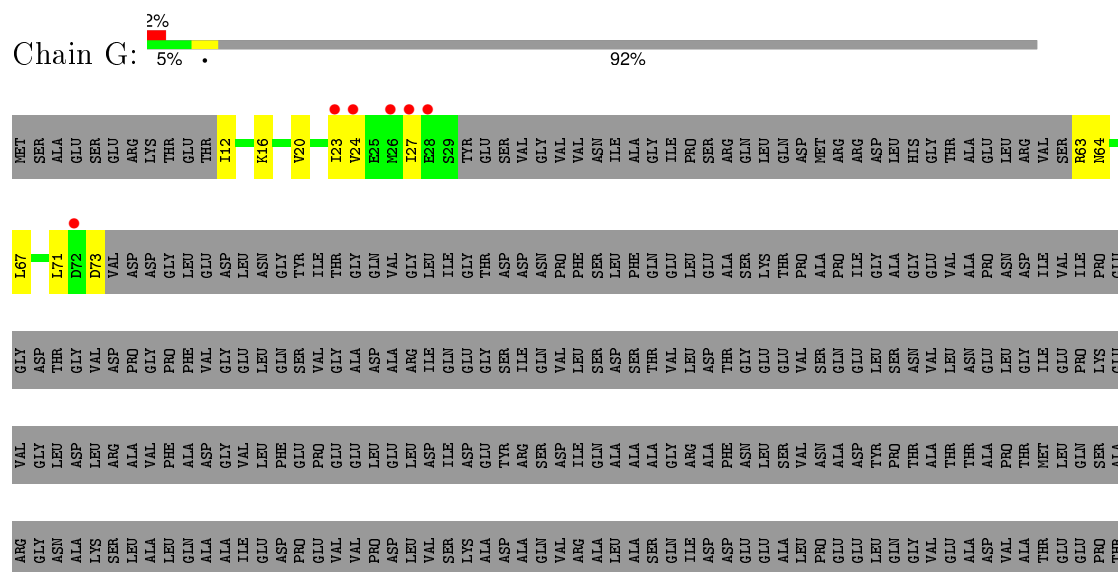 2%
Chain G:
5% • 92%
MET SER ALA GLU SER GLU ARG LYS THR GLU THR I12 K16 V20 I23 V24 E25 M26 I27 E28 S29 TYR GLU SER VAL GLY VAL VAL ASN ILE ALA GLY ILE PRO SER ARG GLN LEU GLN ASP MET ARG ARG ASP LEU HIS GLY THR ALA GLU LEU ARG VAL SER R63 N64
L67 L71 D72 D73 VAL ASP ASP GLY LEU GLU ASP LEU ASN GLY TYR ILE THR GLY GLN VAL GLY LEU ILE GLY THR ASP ASP ASN PRO PHE SER LEU PHE GLN GLU LEU GLU ALA SER LYS THR PRO ALA PRO ILE GLY ALA GLY GLU VAL ALA PRO ASN ASP ILE VAL ILE PRO GLU
GLY ASP THR GLY VAL ASP PRO GLY PRO PHE VAL GLY GLU LEU GLN SER VAL GLY ALA ASP ALA ARG ILE GLN GLU GLY SER ILE GLN VAL LEU SER ASP SER THR VAL LEU ASP THR GLY GLU GLU VAL SER GLN GLU LEU SER ASN VAL LEU ASN GLU LEU GLY ILE GLU PRO LYS GLU
VAL GLY LEU ASP LEU ARG ALA VAL PHE ALA ASP GLY VAL LEU PHE GLU PRO GLU GLU LEU GLU LEU ASP ILE ASP GLU TYR ARG SER ASP ILE GLN ALA ALA ALA GLY ARG ALA PHE ASN LEU SER VAL ASN ALA ASP TYR PRO THR ALA THR THR ALA PRO THR MET LEU GLN SER ALA
ARG GLY ASN ALA LYS SER LEU ALA LEU GLN ALA ALA ILE GLU ASP PRO GLU VAL VAL PRO ASP LEU VAL SER LYS ALA ASP ALA GLN VAL ARG ALA LEU ALA SER GLN ILE ASP ASP GLU GLU ALA LEU PRO GLU GLU LEU GLN GLY VAL GLU ALA ASP VAL ALA THR GLU GLU PRO THR